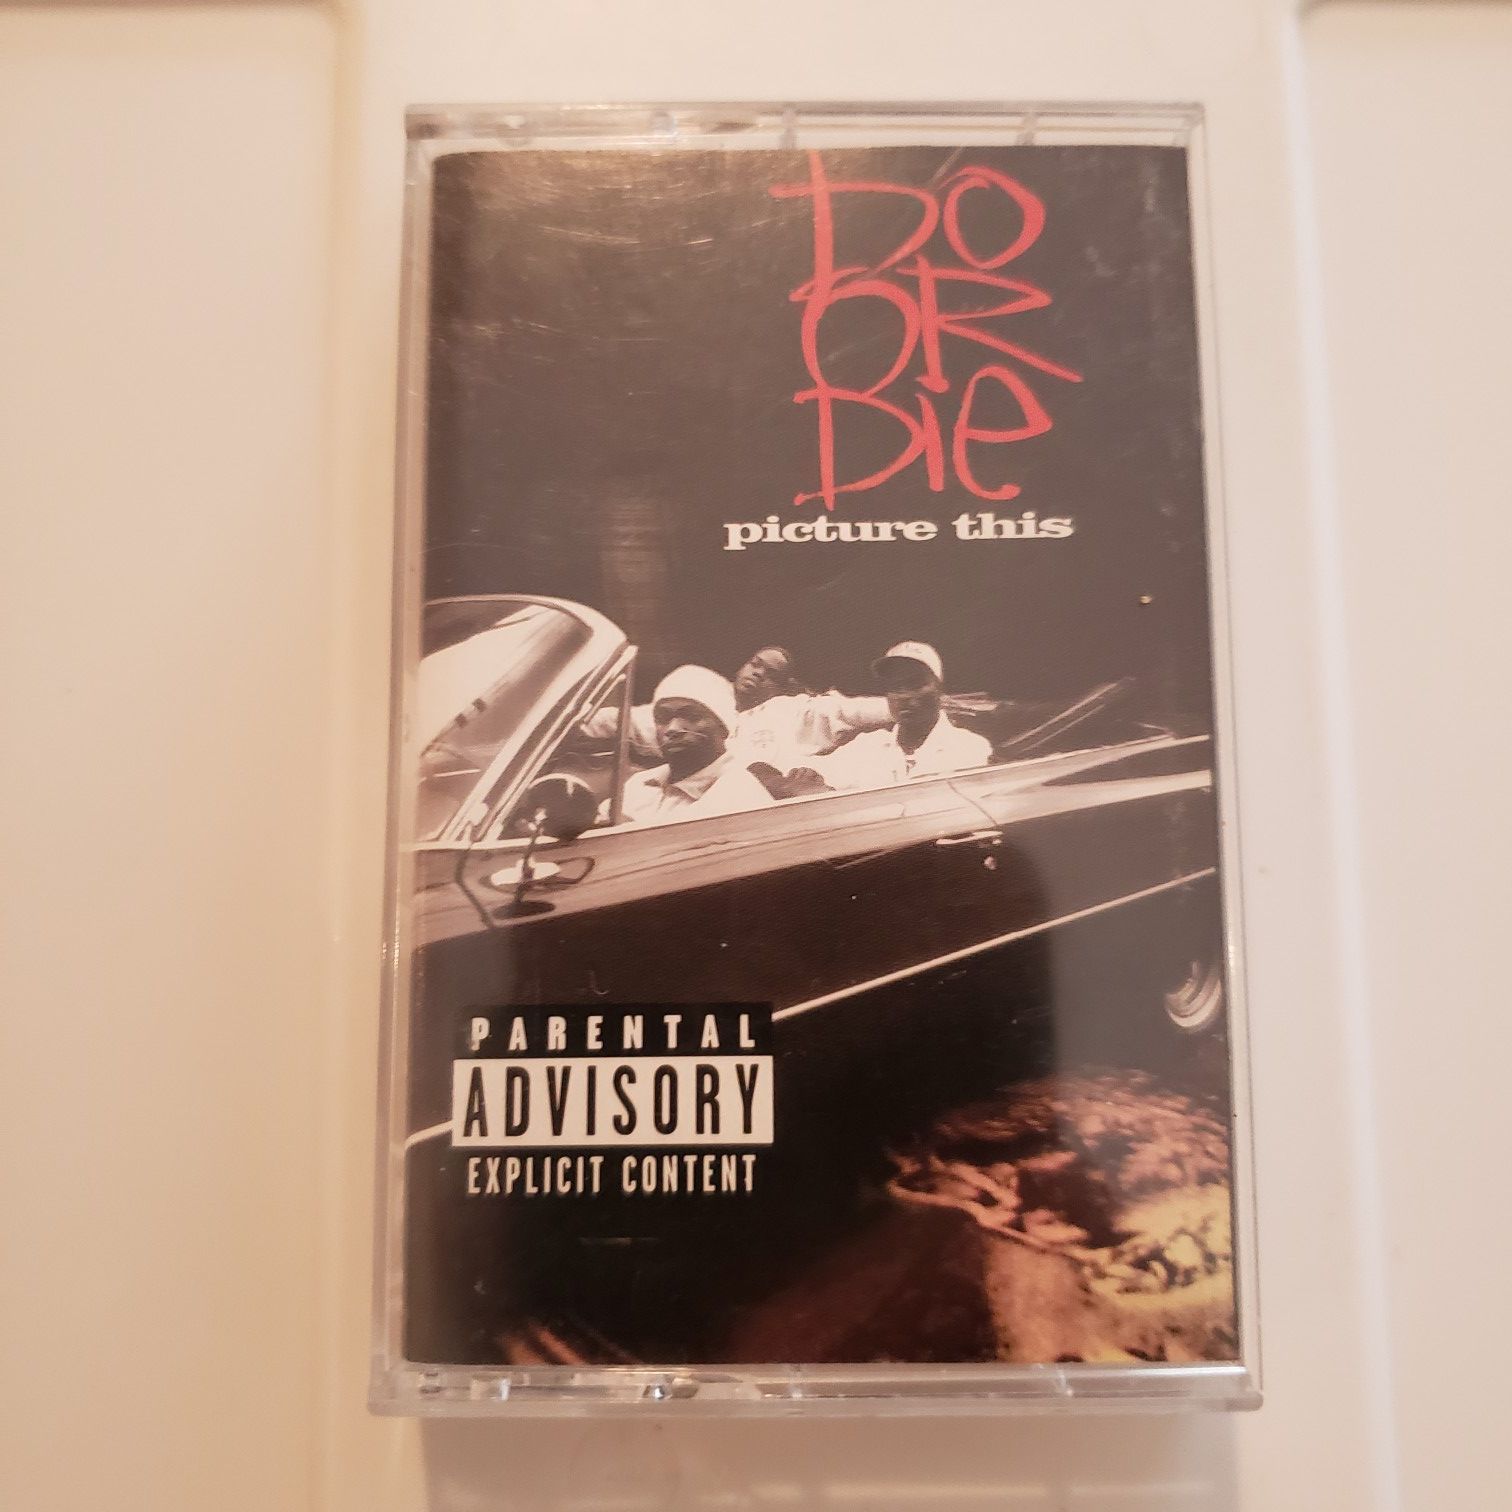 DO
OR
Die
picture this
PARENTAL
ADVISORY
EXPLICIT CONTENT